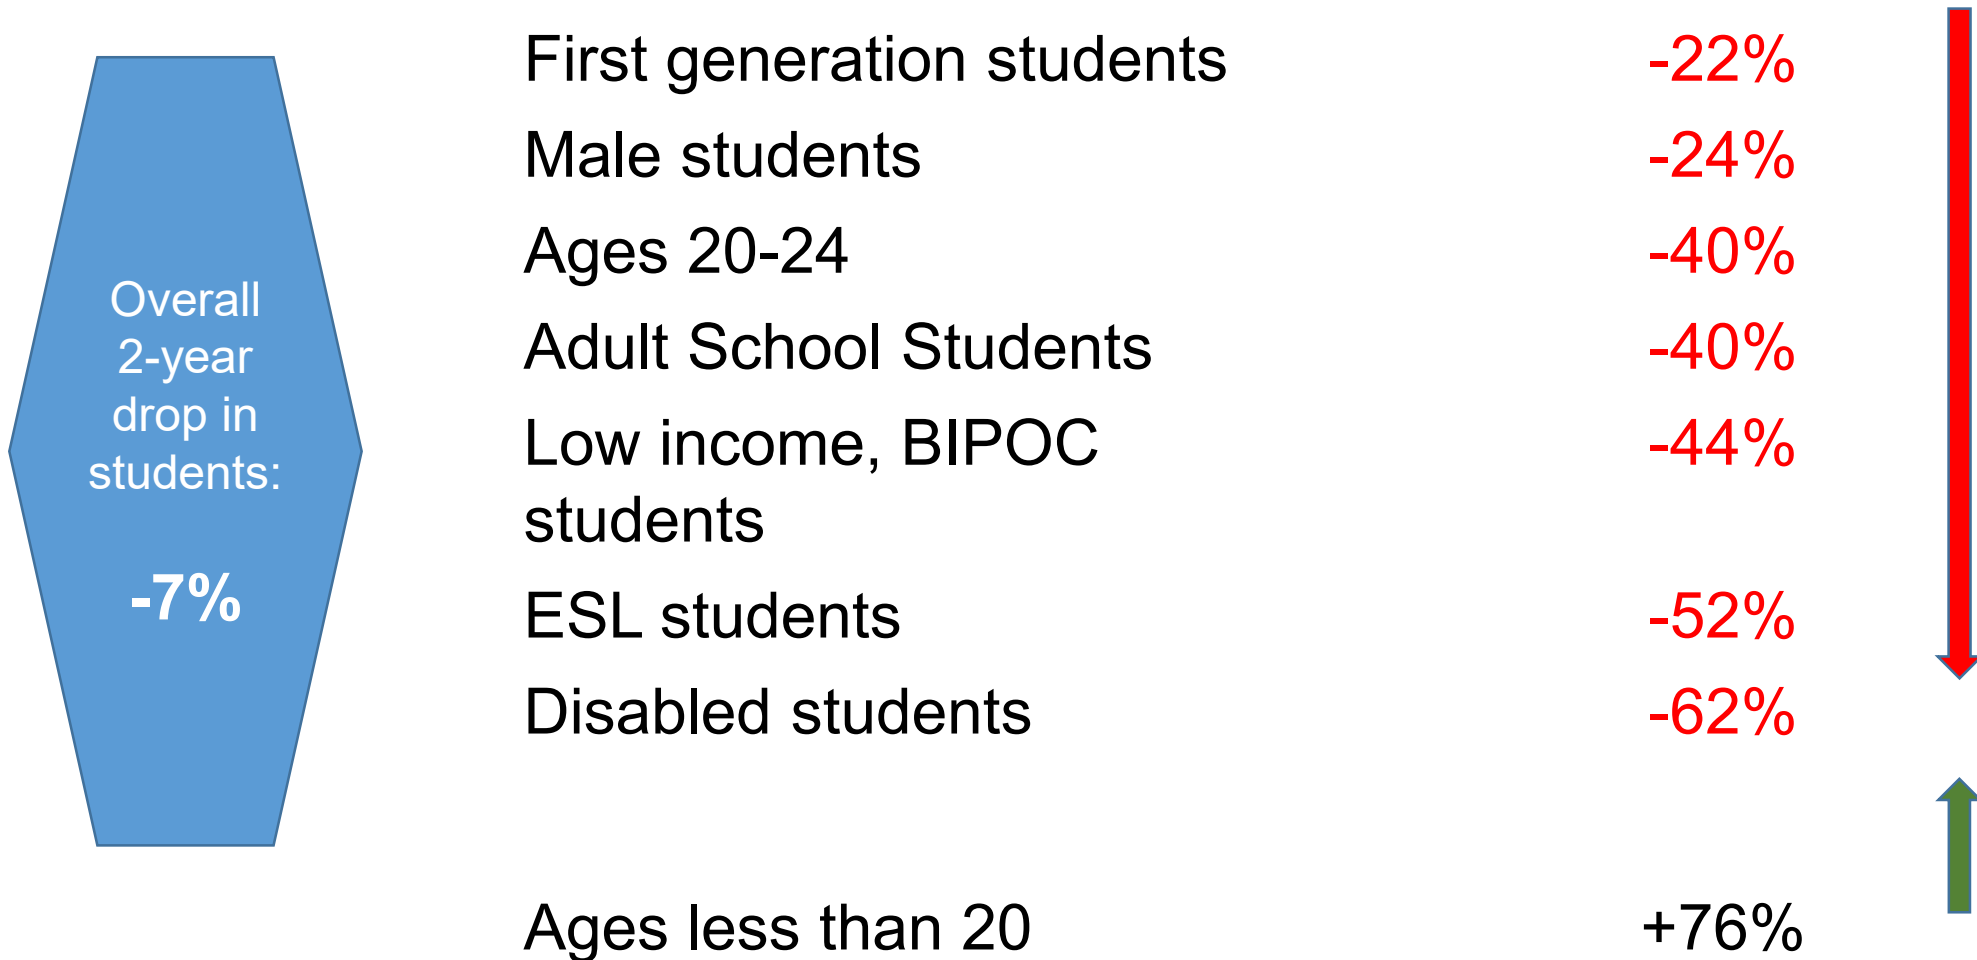 Overall
2-year
drop in
students:
-7%
First generation students -22%
Male students -24%
Ages 20-24 -40%
Adult School Students -40%
Low income, BIPOC -44%
students
ESL students -52%
Disabled students -62%
Ages less than 20 +76%